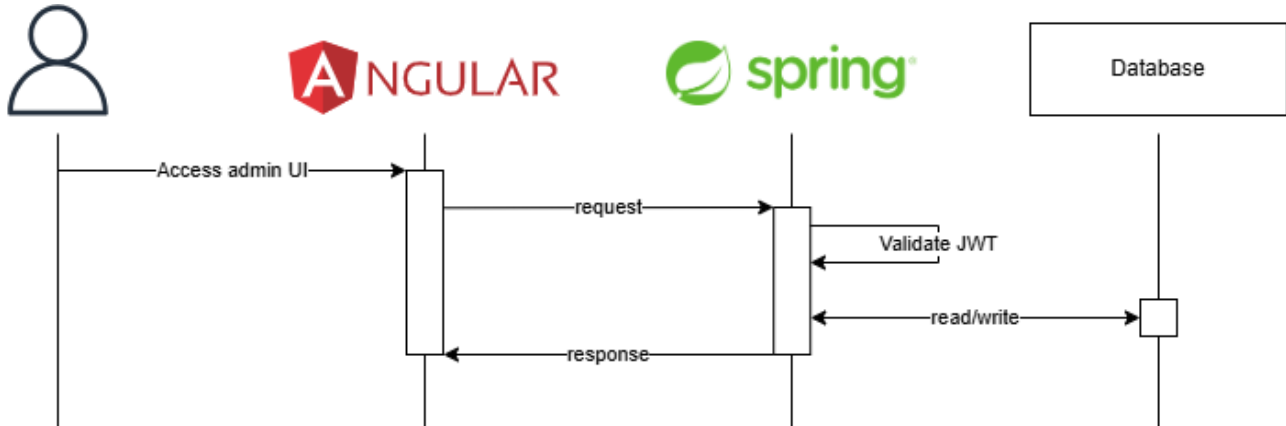 ANGULAR
spring
Database
Access admin UI
request
Validate JWT
read/write
response